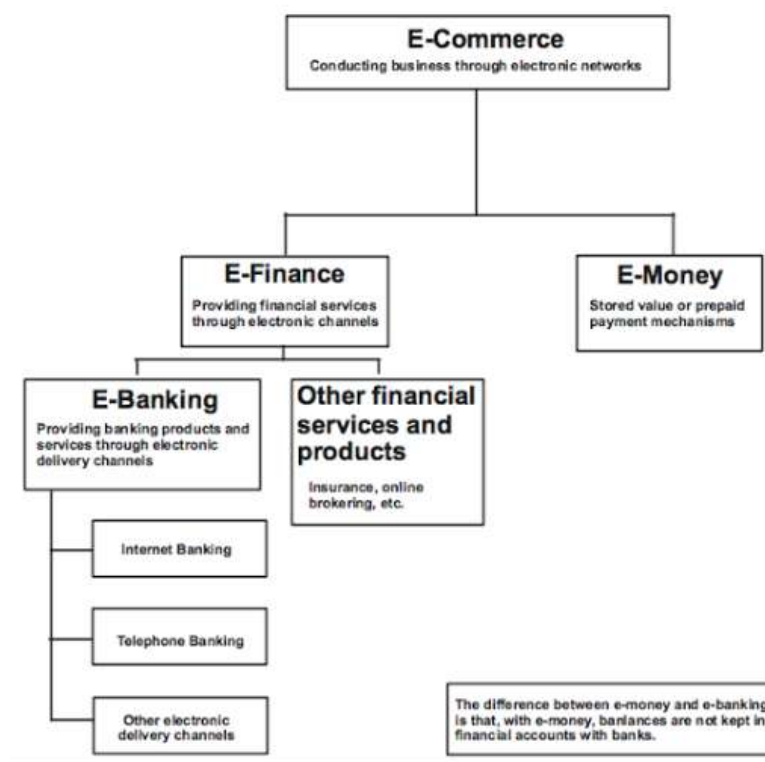 E-Commerce
Conducting business through electronic networks
E-Finance
Providing financial services
through electronic channels
E-Money
Stored value or prepaid
payment mechanisms
E-Banking
Providing banking products and
services through electronic
delivery channels
Other financial
services and
products
Insurance, online
brokering, etc.
Internet Banking
Telephone Banking
Other electronic
delivery channels
The difference between e-money and e-banking
is that, with e-money, banlances are not kept in
financial accounts with banks.